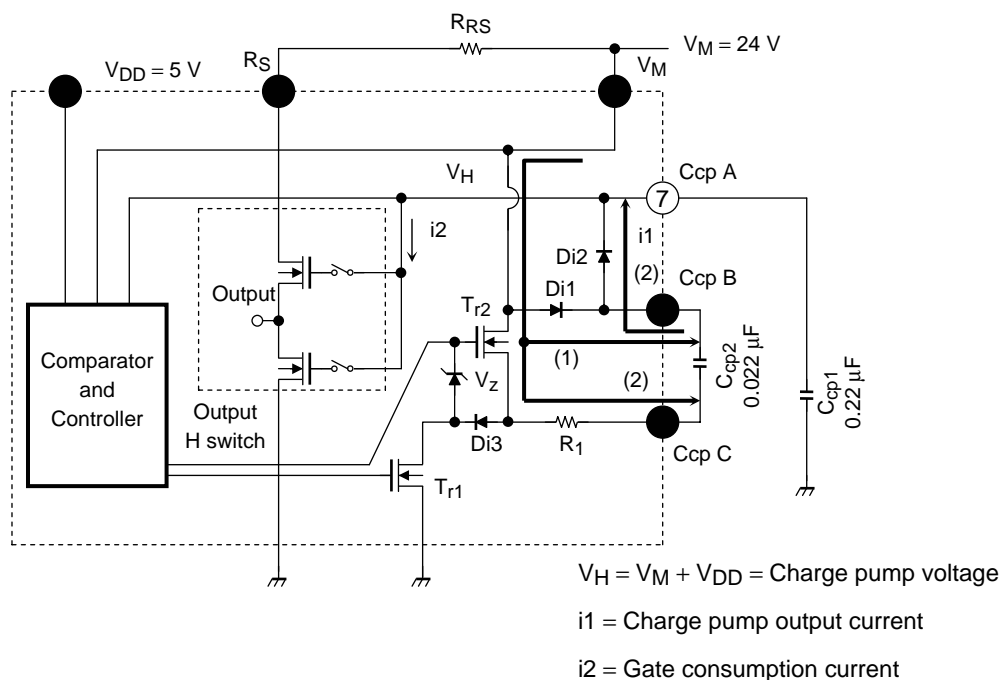 R_RS
V_M = 24 V
V_DD = 5 V
R_S
V_M
V_H
Ccp A
7
i2
i1
Di2
(2)
Ccp B
Di1
Output
T_r2
Comparator
and
Controller
(1)
V_z
(2)
C_cp2
0.022 µF
C_cp1
0.22 µF
Output
H switch
Di3
R_1
Ccp C
T_r1
V_H = V_M + V_DD = Charge pump voltage
i1 = Charge pump output current
i2 = Gate consumption current